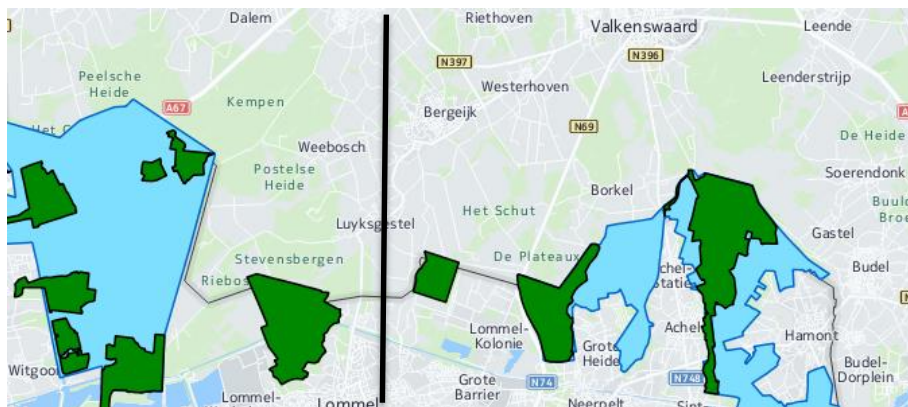 Dalem
Riethoven
Valkenswaard
Leende
N397
N396
Peelsche
Heide
Westerhoven
Leenderstrijp
A67
Kempen
Bergeijk
N69
De Heide
Weebosch
Postelse
Heide
Borkel
Soerendonk
Luyksgestel
Het Schut
Gastel
Stevensbergen
De Plateaux
Budel
Lommel-
Kolonie
Achel
Hamont
Grote
Heide
Witgoo
Budel-
Dorplein
Lommel-
Lommel
Grote
Barrier
N74
N748
Neerpelt